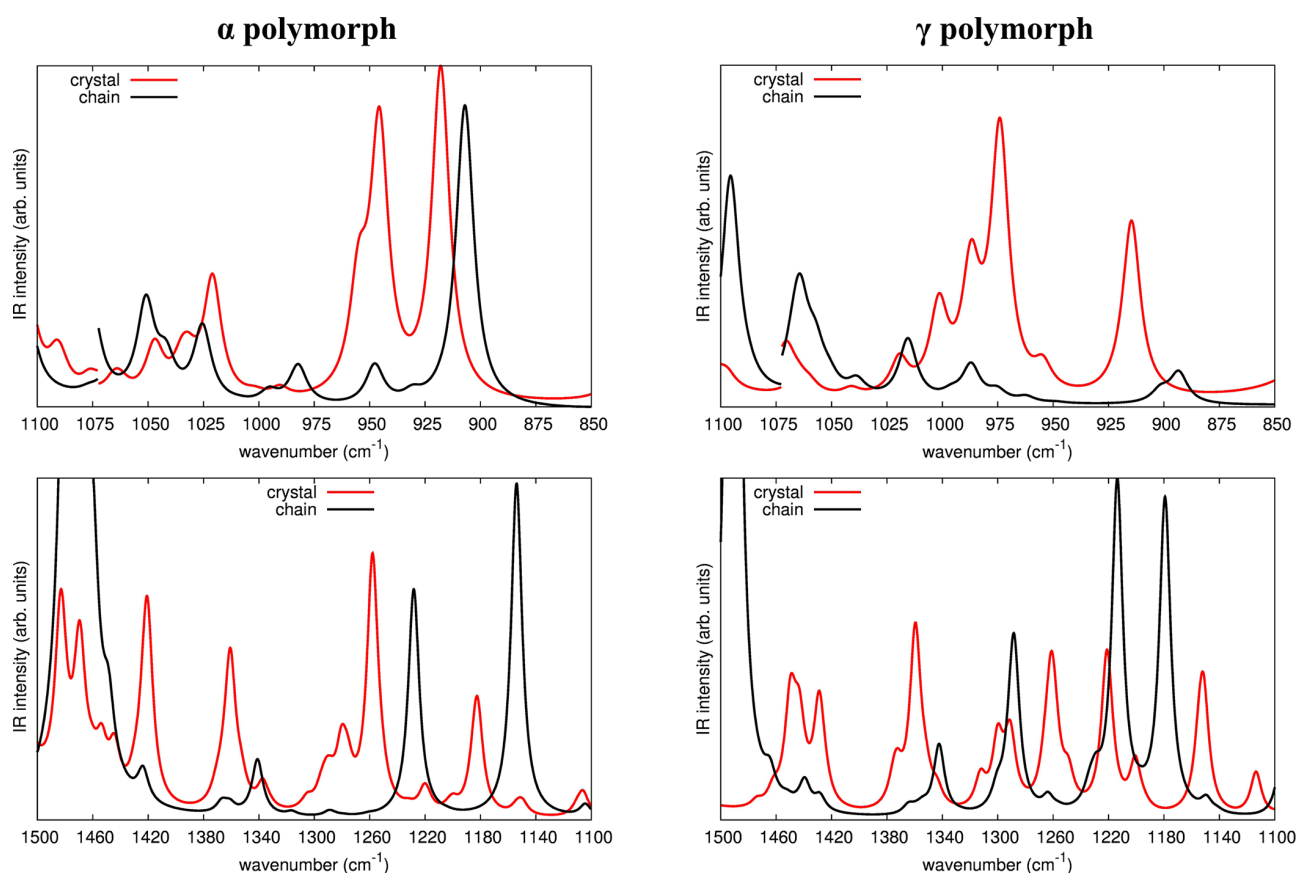 α polymorph
γ polymorph
crystal
chain
IR intensity (arb. units)
1100 1075 1050 1025 1000 975 950 925 900 875 850
wavenumber (cm-1)
crystal
chain
IR intensity (arb. units)
1100 1075 1050 1025 1000 975 950 925 900 875 850
wavenumber (cm-1)
crystal
chain
IR intensity (arb. units)
1500 1460 1420 1380 1340 1300 1260 1220 1180 1140 1100
wavenumber (cm-1)
crystal
chain
IR intensity (arb. units)
1500 1460 1420 1380 1340 1300 1260 1220 1180 1140 1100
wavenumber (cm-1)